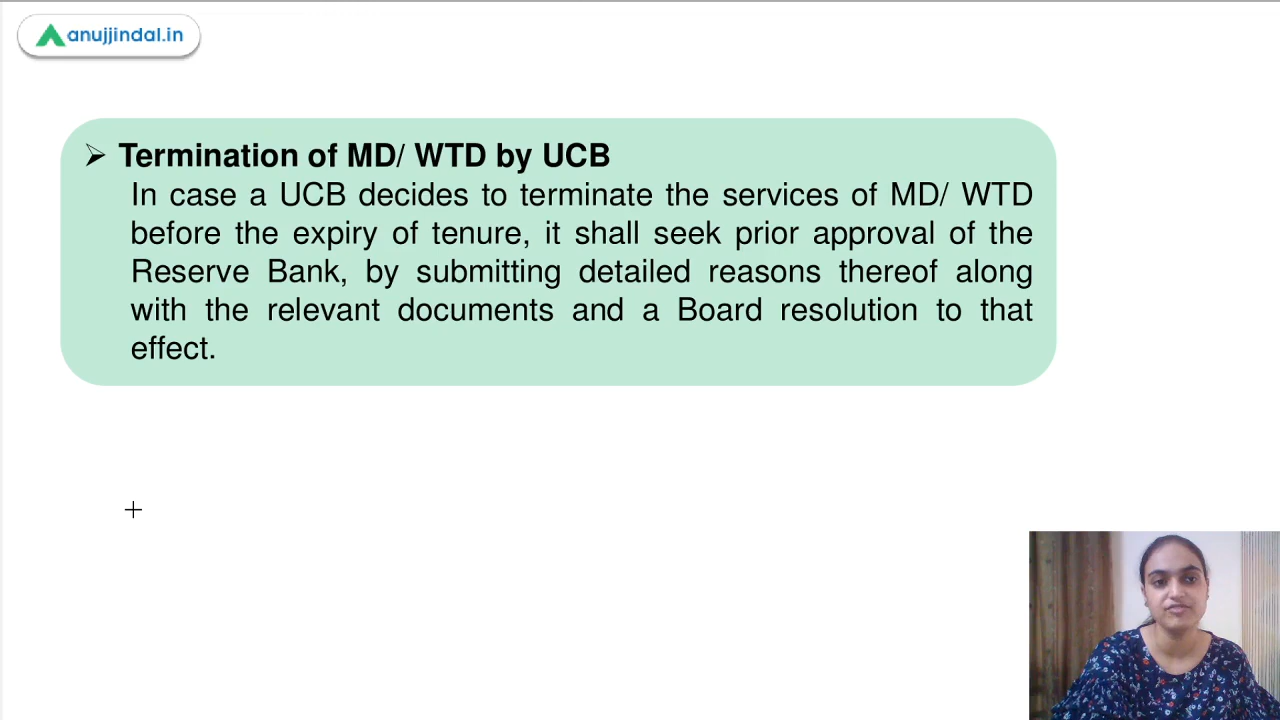 anujjindal.in
➢ Termination of MD/ WTD by UCB
In case a UCB decides to terminate the services of MD/ WTD
before the expiry of tenure, it shall seek prior approval of the
Reserve Bank, by submitting detailed reasons thereof along
with the relevant documents and a Board resolution to that
effect.